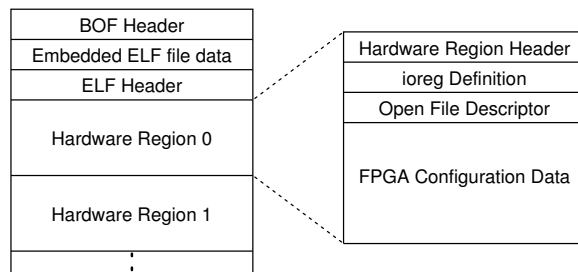 BOF Header
Embedded ELF file data
ELF Header
Hardware Region 0
Hardware Region 1
Hardware Region Header
ioreg Definition
Open File Descriptor
FPGA Configuration Data